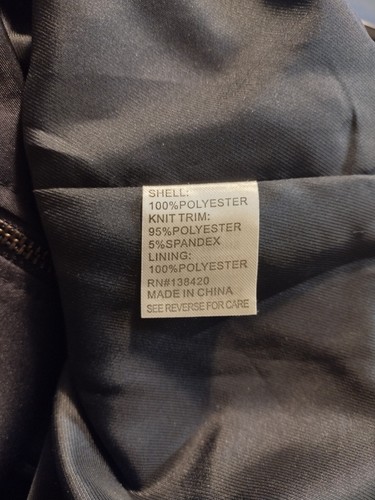 SHELL:
100%POLYESTER
KNIT TRIM:
95%POLYESTER
5%SPANDEX
LINING:
100%POLYESTER
RN#138420
MADE IN CHINA
SEE REVERSE FOR CARE